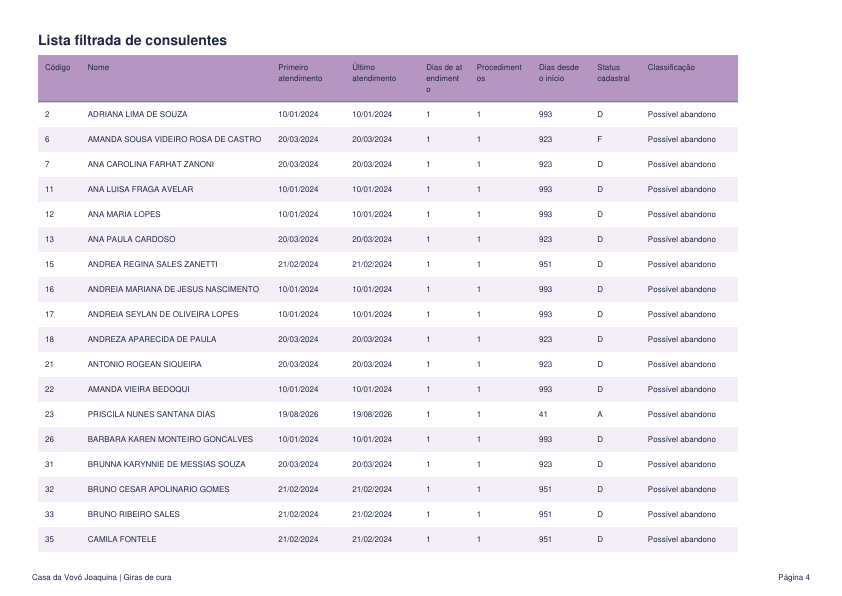 Lista filtrada de consulentes
Código Nome Primeiro atendimento Último atendimento Dias de at endiment o Procediment os Dias desde o início Status cadastral Classificação
2 ADRIANA LIMA DE SOUZA 10/01/2024 10/01/2024 1 1 993 D Possível abandono
6 AMANDA SOUSA VIDEIRO ROSA DE CASTRO 20/03/2024 20/03/2024 1 1 923 F Possível abandono
7 ANA CAROLINA FARHAT ZANONI 20/03/2024 20/03/2024 1 1 923 D Possível abandono
11 ANA LUISA FRAGA AVELAR 10/01/2024 10/01/2024 1 1 993 D Possível abandono
12 ANA MARIA LOPES 10/01/2024 10/01/2024 1 1 993 D Possível abandono
13 ANA PAULA CARDOSO 20/03/2024 20/03/2024 1 1 923 D Possível abandono
15 ANDREA REGINA SALES ZANETTI 21/02/2024 21/02/2024 1 1 951 D Possível abandono
16 ANDREIA MARIANA DE JESUS NASCIMENTO 10/01/2024 10/01/2024 1 1 993 D Possível abandono
17 ANDREIA SEYLAN DE OLIVEIRA LOPES 10/01/2024 10/01/2024 1 1 993 D Possível abandono
18 ANDREZA APARECIDA DE PAULA 20/03/2024 20/03/2024 1 1 923 D Possível abandono
21 ANTONIO ROGEAN SIQUEIRA 20/03/2024 20/03/2024 1 1 923 D Possível abandono
22 AMANDA VIEIRA BEDOQUI 10/01/2024 10/01/2024 1 1 993 D Possível abandono
23 PRISCILA NUNES SANTANA DIAS 19/08/2026 19/08/2026 1 1 41 A Possível abandono
26 BARBARA KAREN MONTEIRO GONCALVES 10/01/2024 10/01/2024 1 1 993 D Possível abandono
31 BRUNNA KARYNNIE DE MESSIAS SOUZA 20/03/2024 20/03/2024 1 1 923 D Possível abandono
32 BRUNO CESAR APOLINARIO GOMES 21/02/2024 21/02/2024 1 1 951 D Possível abandono
33 BRUNO RIBEIRO SALES 21/02/2024 21/02/2024 1 1 951 D Possível abandono
35 CAMILA FONTELE 21/02/2024 21/02/2024 1 1 951 D Possível abandono
Casa da Vovó Joaquina | Giras de cura Página 4